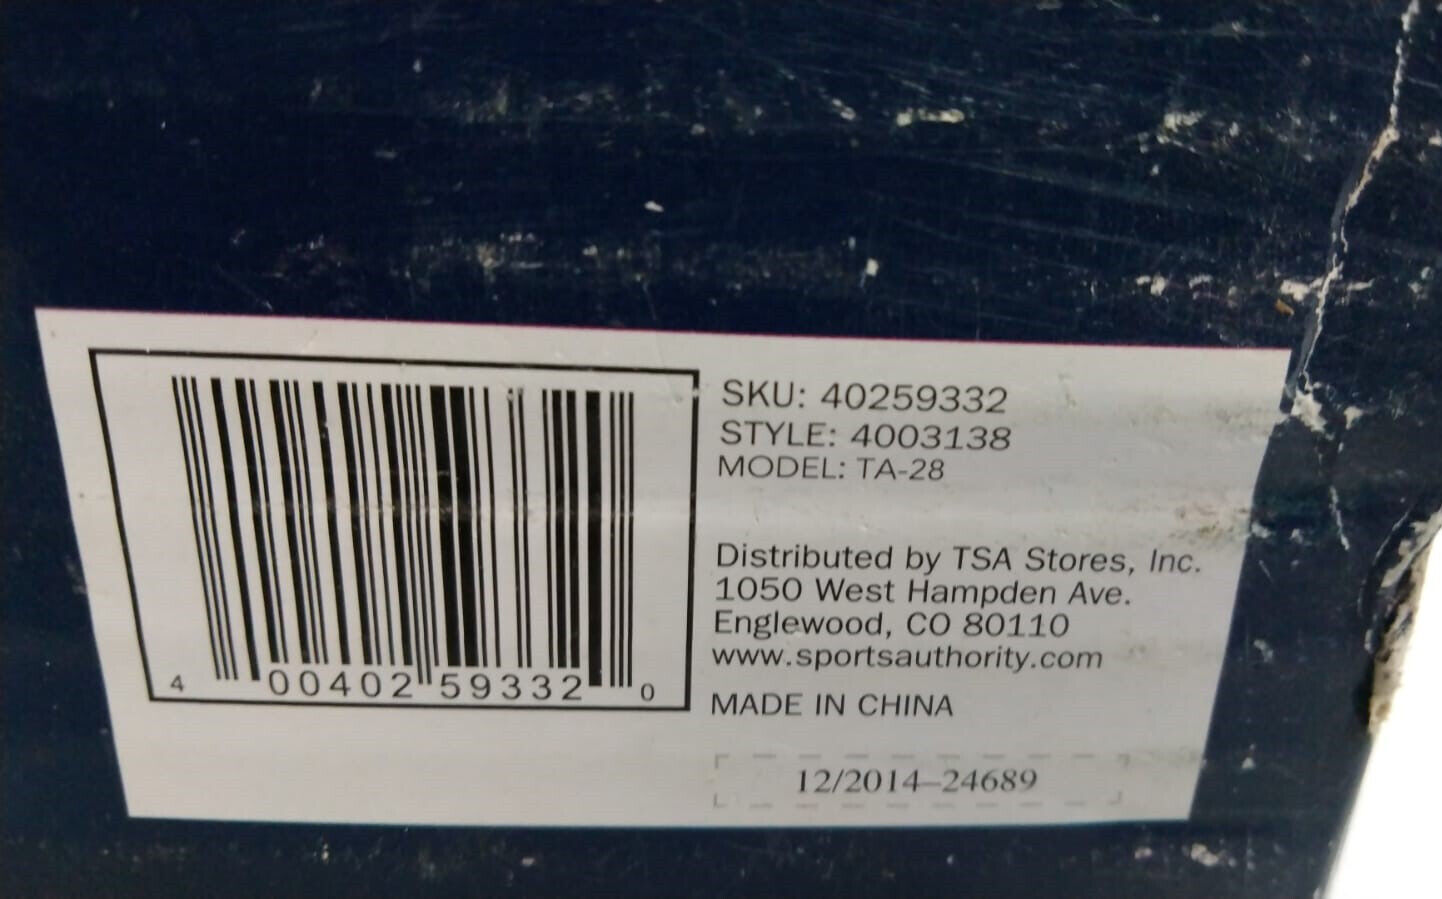 SKU: 40259332
STYLE: 4003138
MODEL: TA-28
Distributed by TSA Stores, Inc.
1050 West Hampden Ave.
Englewood, CO 80110
www.sportsauthority.com
MADE IN CHINA
12/2014-24689
4 00402 59332 0